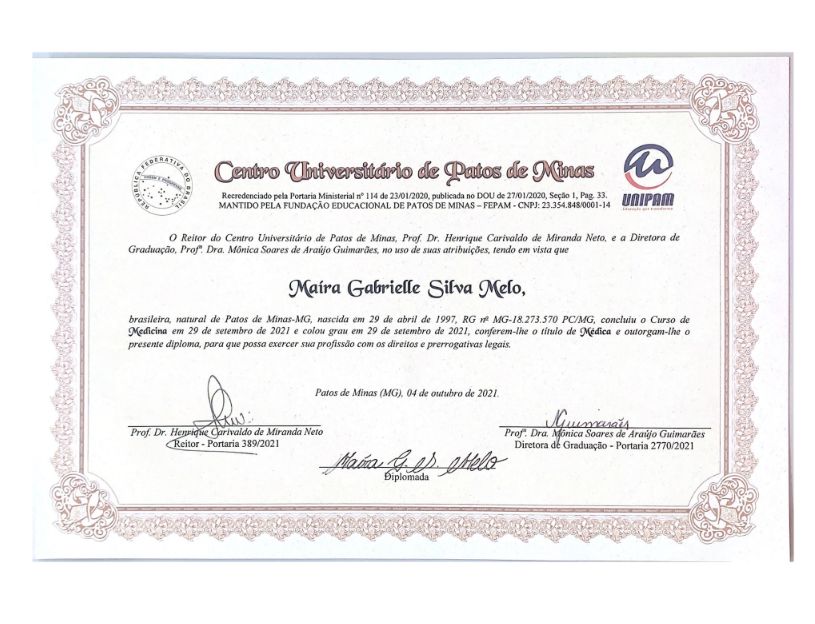 REPÚBLICA FEDERATIVA DO BRASIL
Centro Universitário de Patos de Minas
UNIPAM
Recredenciado pela Portaria Ministerial nº 114 de 23/01/2020, publicada no DOU de 27/01/2020, Seção 1, Pag. 33.
MANTIDO PELA FUNDAÇÃO EDUCACIONAL DE PATOS DE MINAS – FEPAM - CNPJ: 23.354.848/0001-14
O Reitor do Centro Universitário de Patos de Minas, Prof. Dr. Henrique Carivaldo de Miranda Neto, e a Diretora de
Graduação, Profª. Dra. Mônica Soares de Araújo Guimarães, no uso de suas atribuições, tendo em vista que
Maíra Gabrielle Silva Melo,
brasileira, natural de Patos de Minas-MG, nascida em 29 de abril de 1997, RG nº MG-18.273.570 PC/MG, concluiu o Curso de
Medicina em 29 de setembro de 2021 e colou grau em 29 de setembro de 2021, conferem-lhe o título de Médica e outorgam-lhe o
presente diploma, para que possa exercer sua profissão com os direitos e prerrogativas legais.
Patos de Minas (MG), 04 de outubro de 2021.
Prof. Dr. Henrique Carivaldo de Miranda Neto
Reitor - Portaria 389/2021
MGuimarães
Profª. Dra. Mônica Soares de Araújo Guimarães
Diretora de Graduação - Portaria 2770/2021
Maíra G. S. Melo
Diplomada